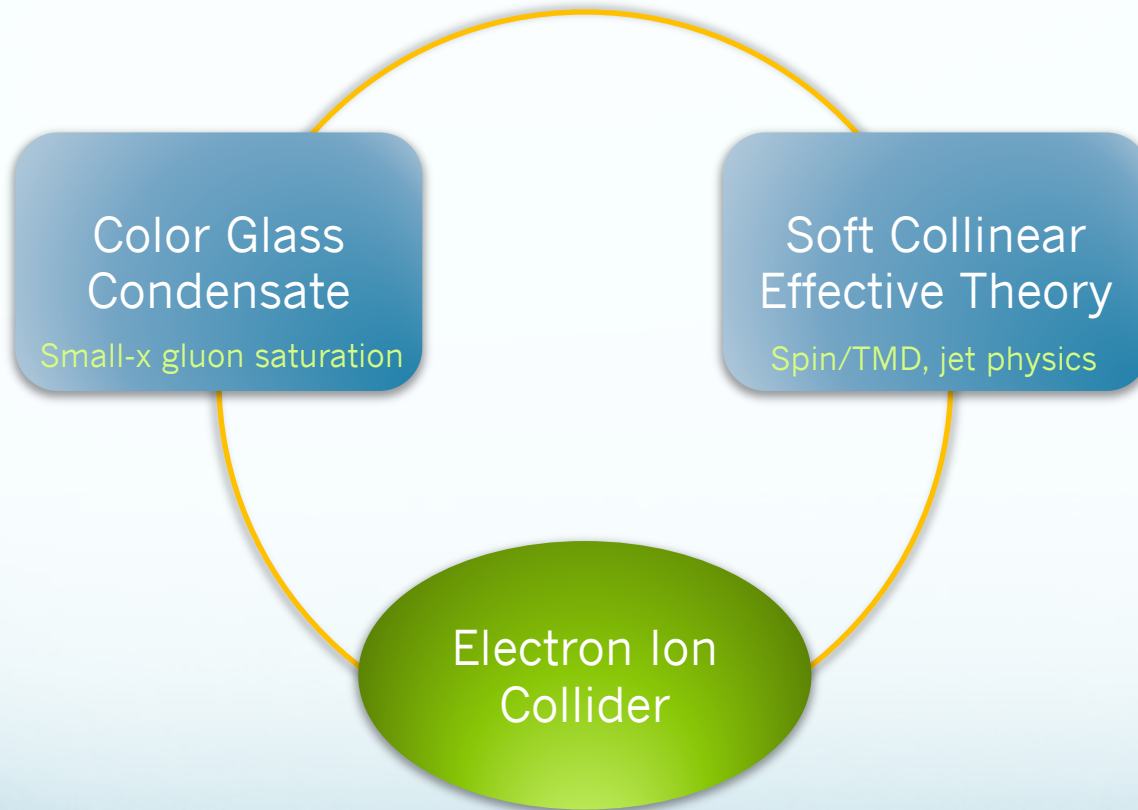 Color Glass
Condensate
Small-x gluon saturation
Soft Collinear
Effective Theory
Spin/TMD, jet physics
Electron Ion
Collider